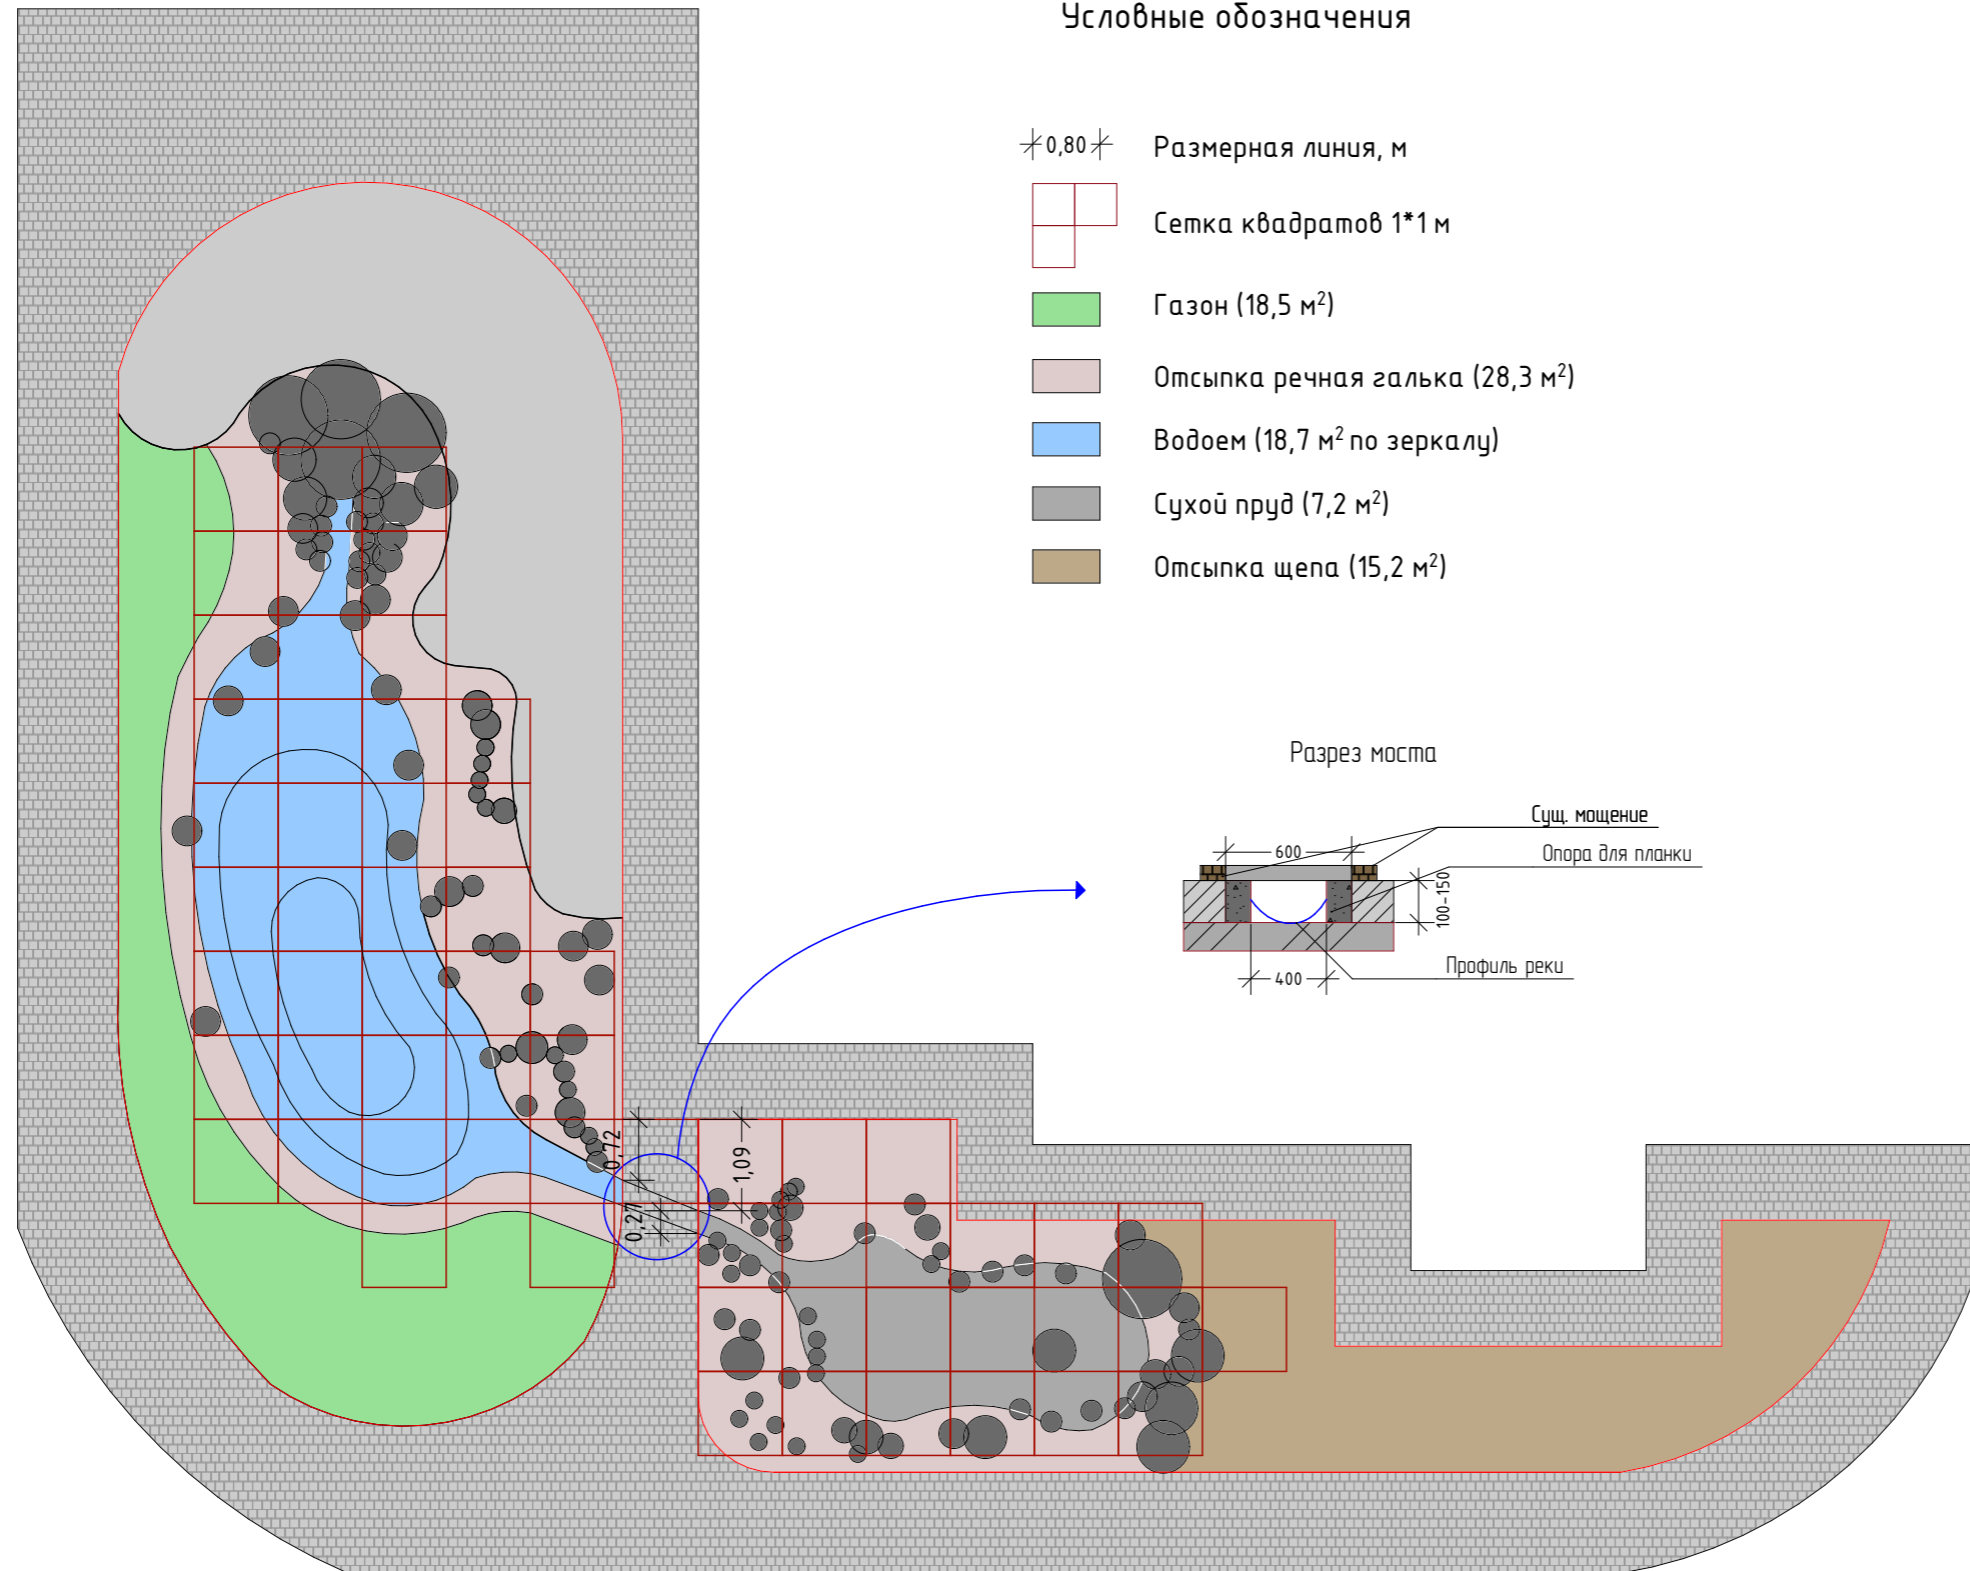 Условные обозначения
0,80
Размерная линия, м
Сетка квадратов 1*1 м
Газон (18,5 м²)
Отсыпка речная галька (28,3 м²)
Водоем (18,7 м² по зеркалу)
Сухой пруд (7,2 м²)
Отсыпка щепа (15,2 м²)
Разрез моста
Сущ. мощение
600
Опора для планки
100-150
Профиль реки
400
0,72
1,09
0,27